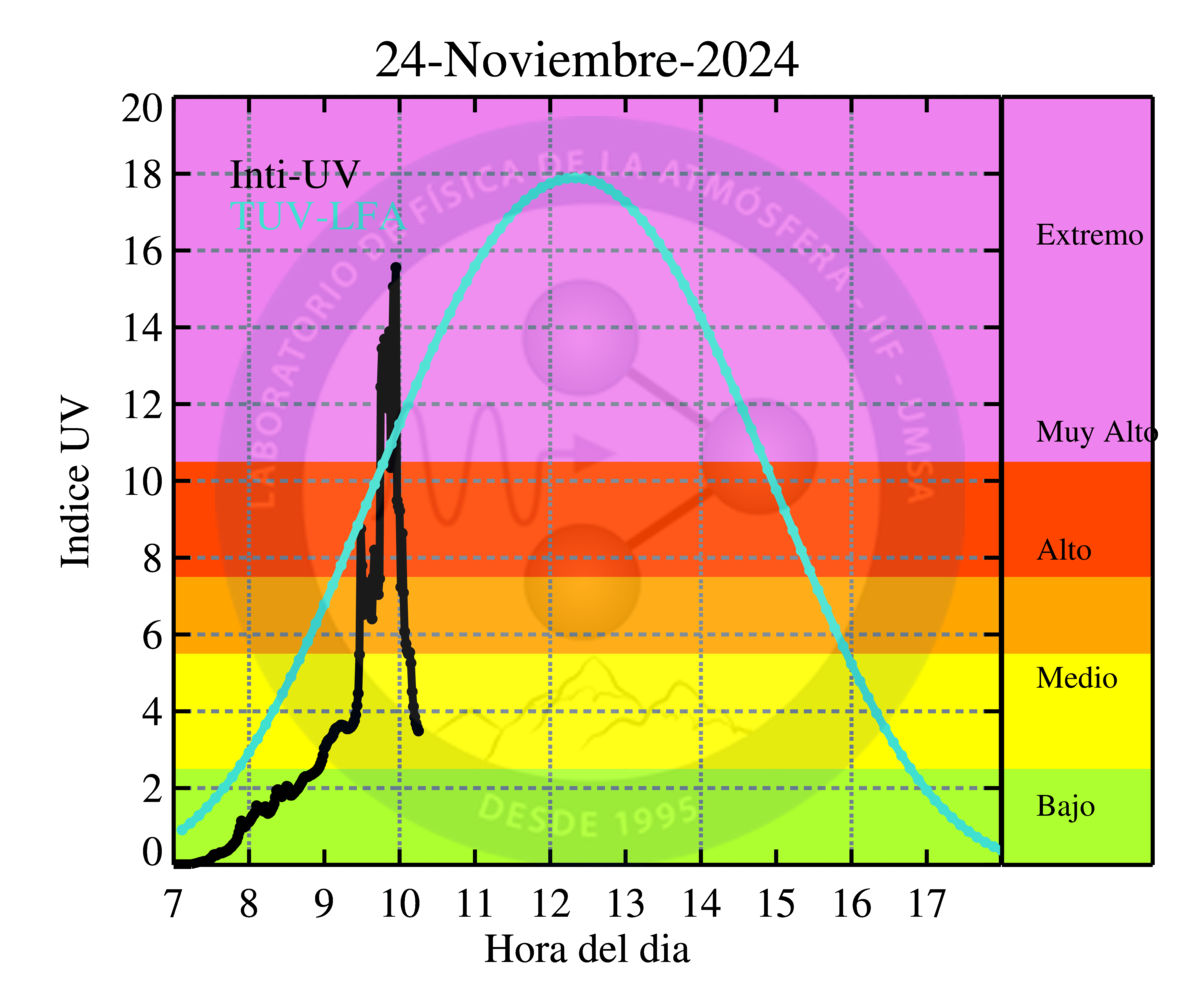 24-Noviembre-2024
Inti-UV
TUV-LFA
Indice UV
20
18
16
14
12
10
8
6
4
2
0
7 8 9 10 11 12 13 14 15 16 17
Hora del dia
Extremo
Muy Alto
Alto
Medio
Bajo
LABORATORIO DE FÍSICA DE LA ATMÓSFERA - IIF - UMSA
DESDE 1995